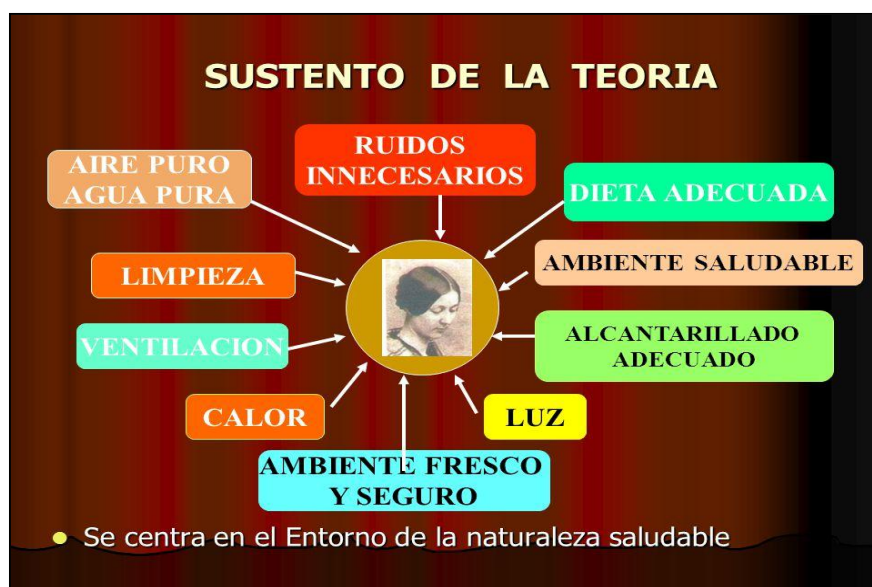 SUSTENTO DE LA TEORIA
RUIDOS
INNECESARIOS
AIRE PURO
AGUA PURA
DIETA ADECUADA
LIMPIEZA
AMBIENTE SALUDABLE
VENTILACION
ALCANTARILLADO
ADECUADO
CALOR
LUZ
AMBIENTE FRESCO
Y SEGURO
Se centra en el Entorno de la naturaleza saludable